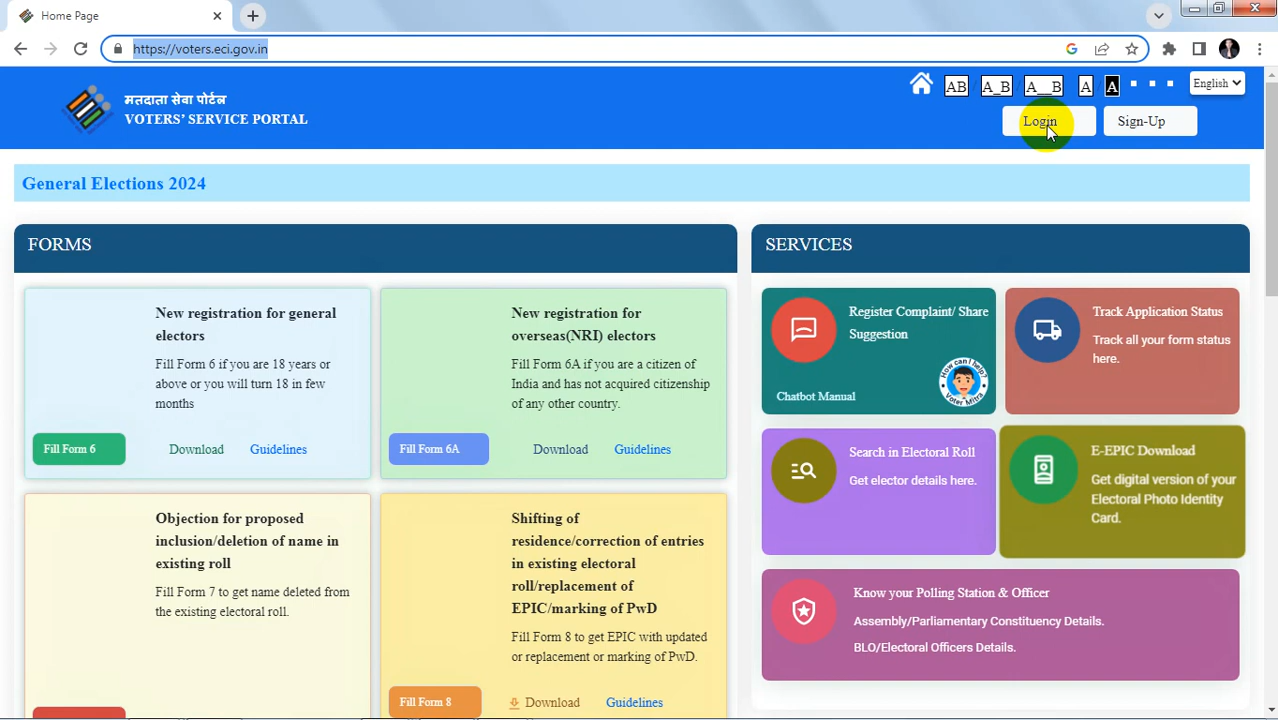 Home Page
https://voters.eci.gov.in
मतदाता सेवा पोर्टल
VOTERS' SERVICE PORTAL
AB A_B A__B A A English
Login Sign-Up
General Elections 2024
FORMS
New registration for general
electors
Fill Form 6 if you are 18 years or
above or you will turn 18 in few
months
Fill Form 6 Download Guidelines
New registration for
overseas(NRI) electors
Fill Form 6A if you are a citizen of
India and has not acquired citizenship
of any other country.
Fill Form 6A Download Guidelines
Objection for proposed
inclusion/deletion of name in
existing roll
Fill Form 7 to get name deleted from
the existing electoral roll.
Shifting of
residence/correction of entries
in existing electoral
roll/replacement of
EPIC/marking of PwD
Fill Form 8 to get EPIC with updated
or replacement or marking of PwD.
Fill Form 8 Download Guidelines
SERVICES
Register Complaint/ Share
Suggestion
Chatbot Manual
How can I help?
Voter Mitra
Track Application Status
Track all your form status
here.
Search in Electoral Roll
Get elector details here.
E-EPIC Download
Get digital version of your
Electoral Photo Identity
Card.
Know your Polling Station & Officer
Assembly/Parliamentary Constituency Details.
BLO/Electoral Officers Details.